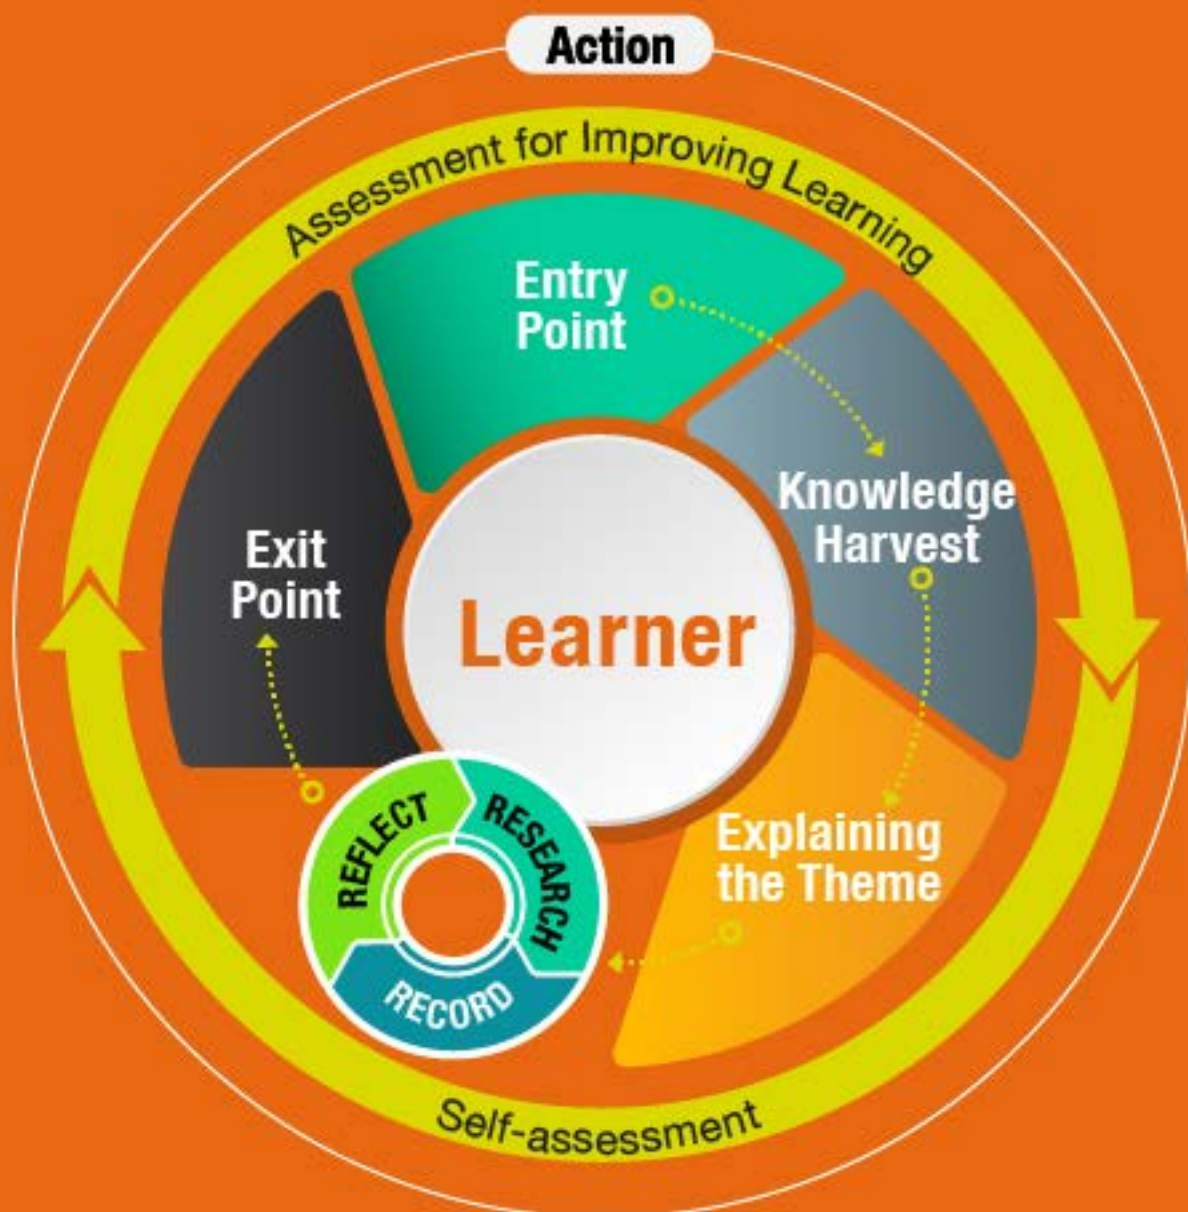 Action
Assessment for Improving Learning
Entry
Point
Knowledge
Harvest
Explaining
the Theme
RESEARCH
RECORD
REFLECT
Exit
Point
Learner
Self-assessment